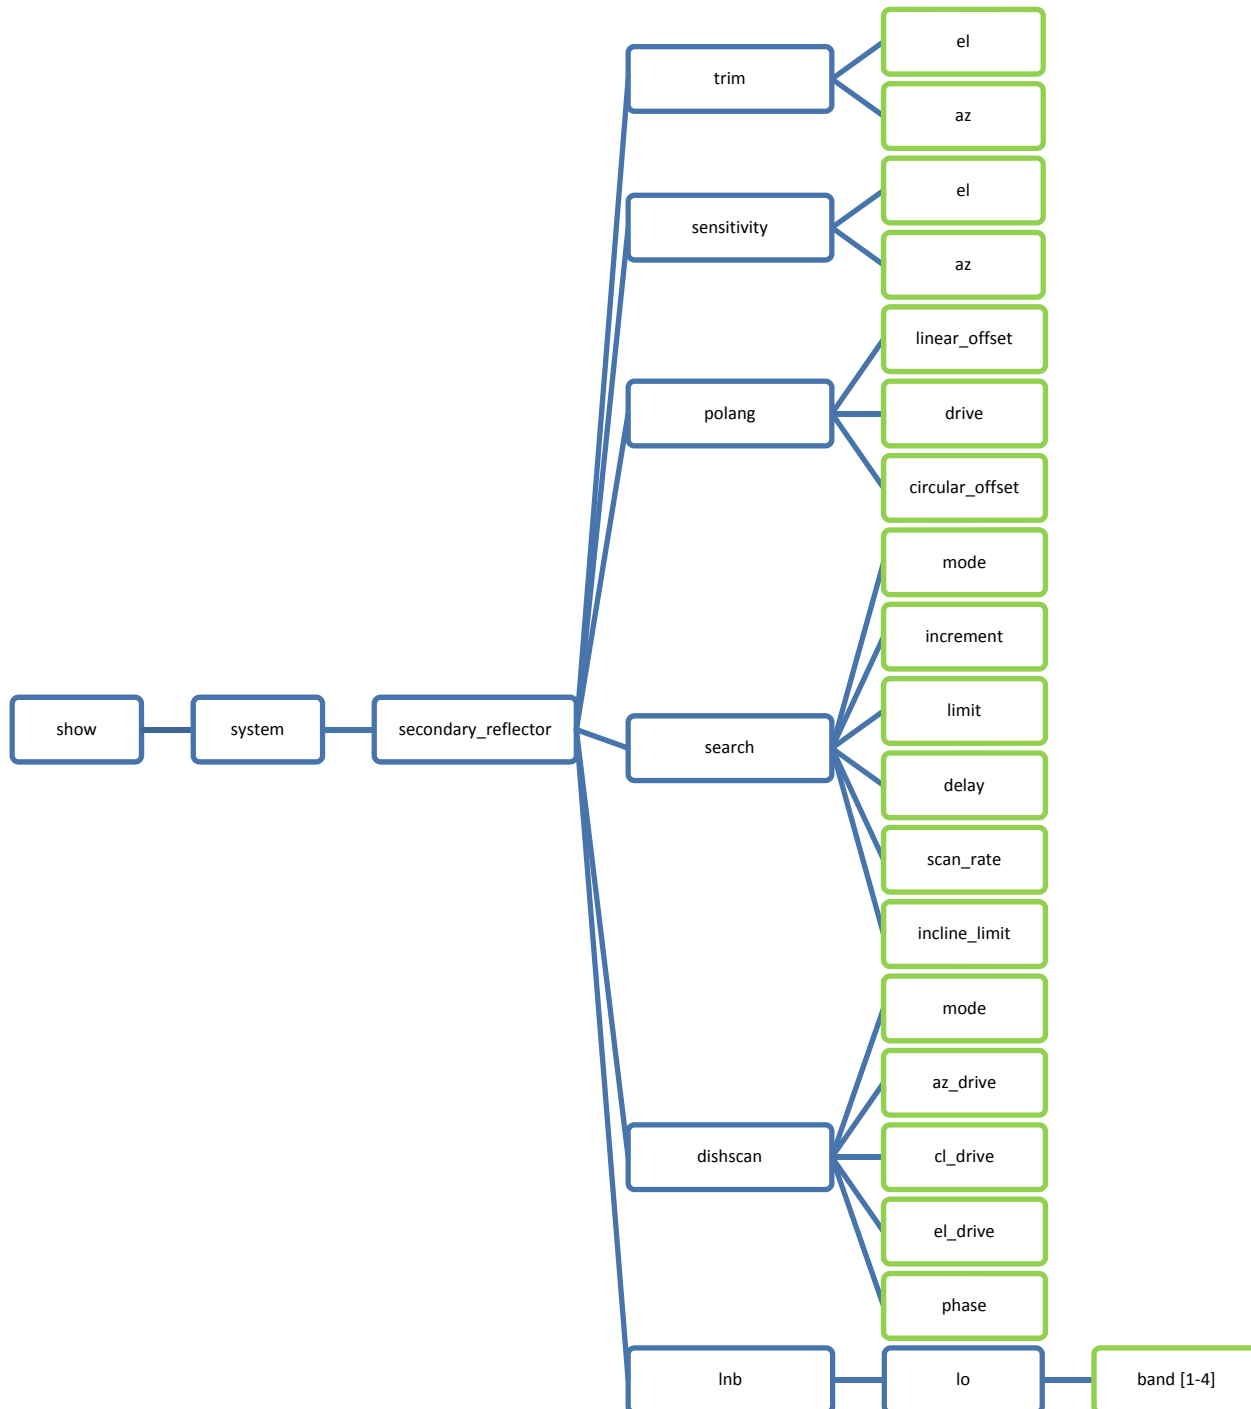 show
system
secondary_reflector
trim
el
az
sensitivity
el
az
polang
linear_offset
drive
circular_offset
search
mode
increment
limit
delay
scan_rate
incline_limit
dishscan
mode
az_drive
cl_drive
el_drive
phase
lnb
lo
band [1-4]